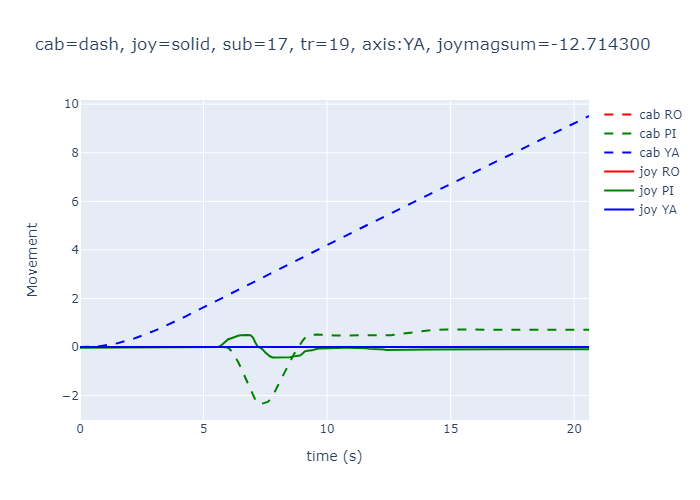 cab=dash, joy=solid, sub=17, tr=19, axis:YA, joymagsum=-12.714300
10
8
6
4
2
0
−2
Movement
0
5
10
15
20
time (s)
cab RO
cab PI
cab YA
joy RO
joy PI
joy YA